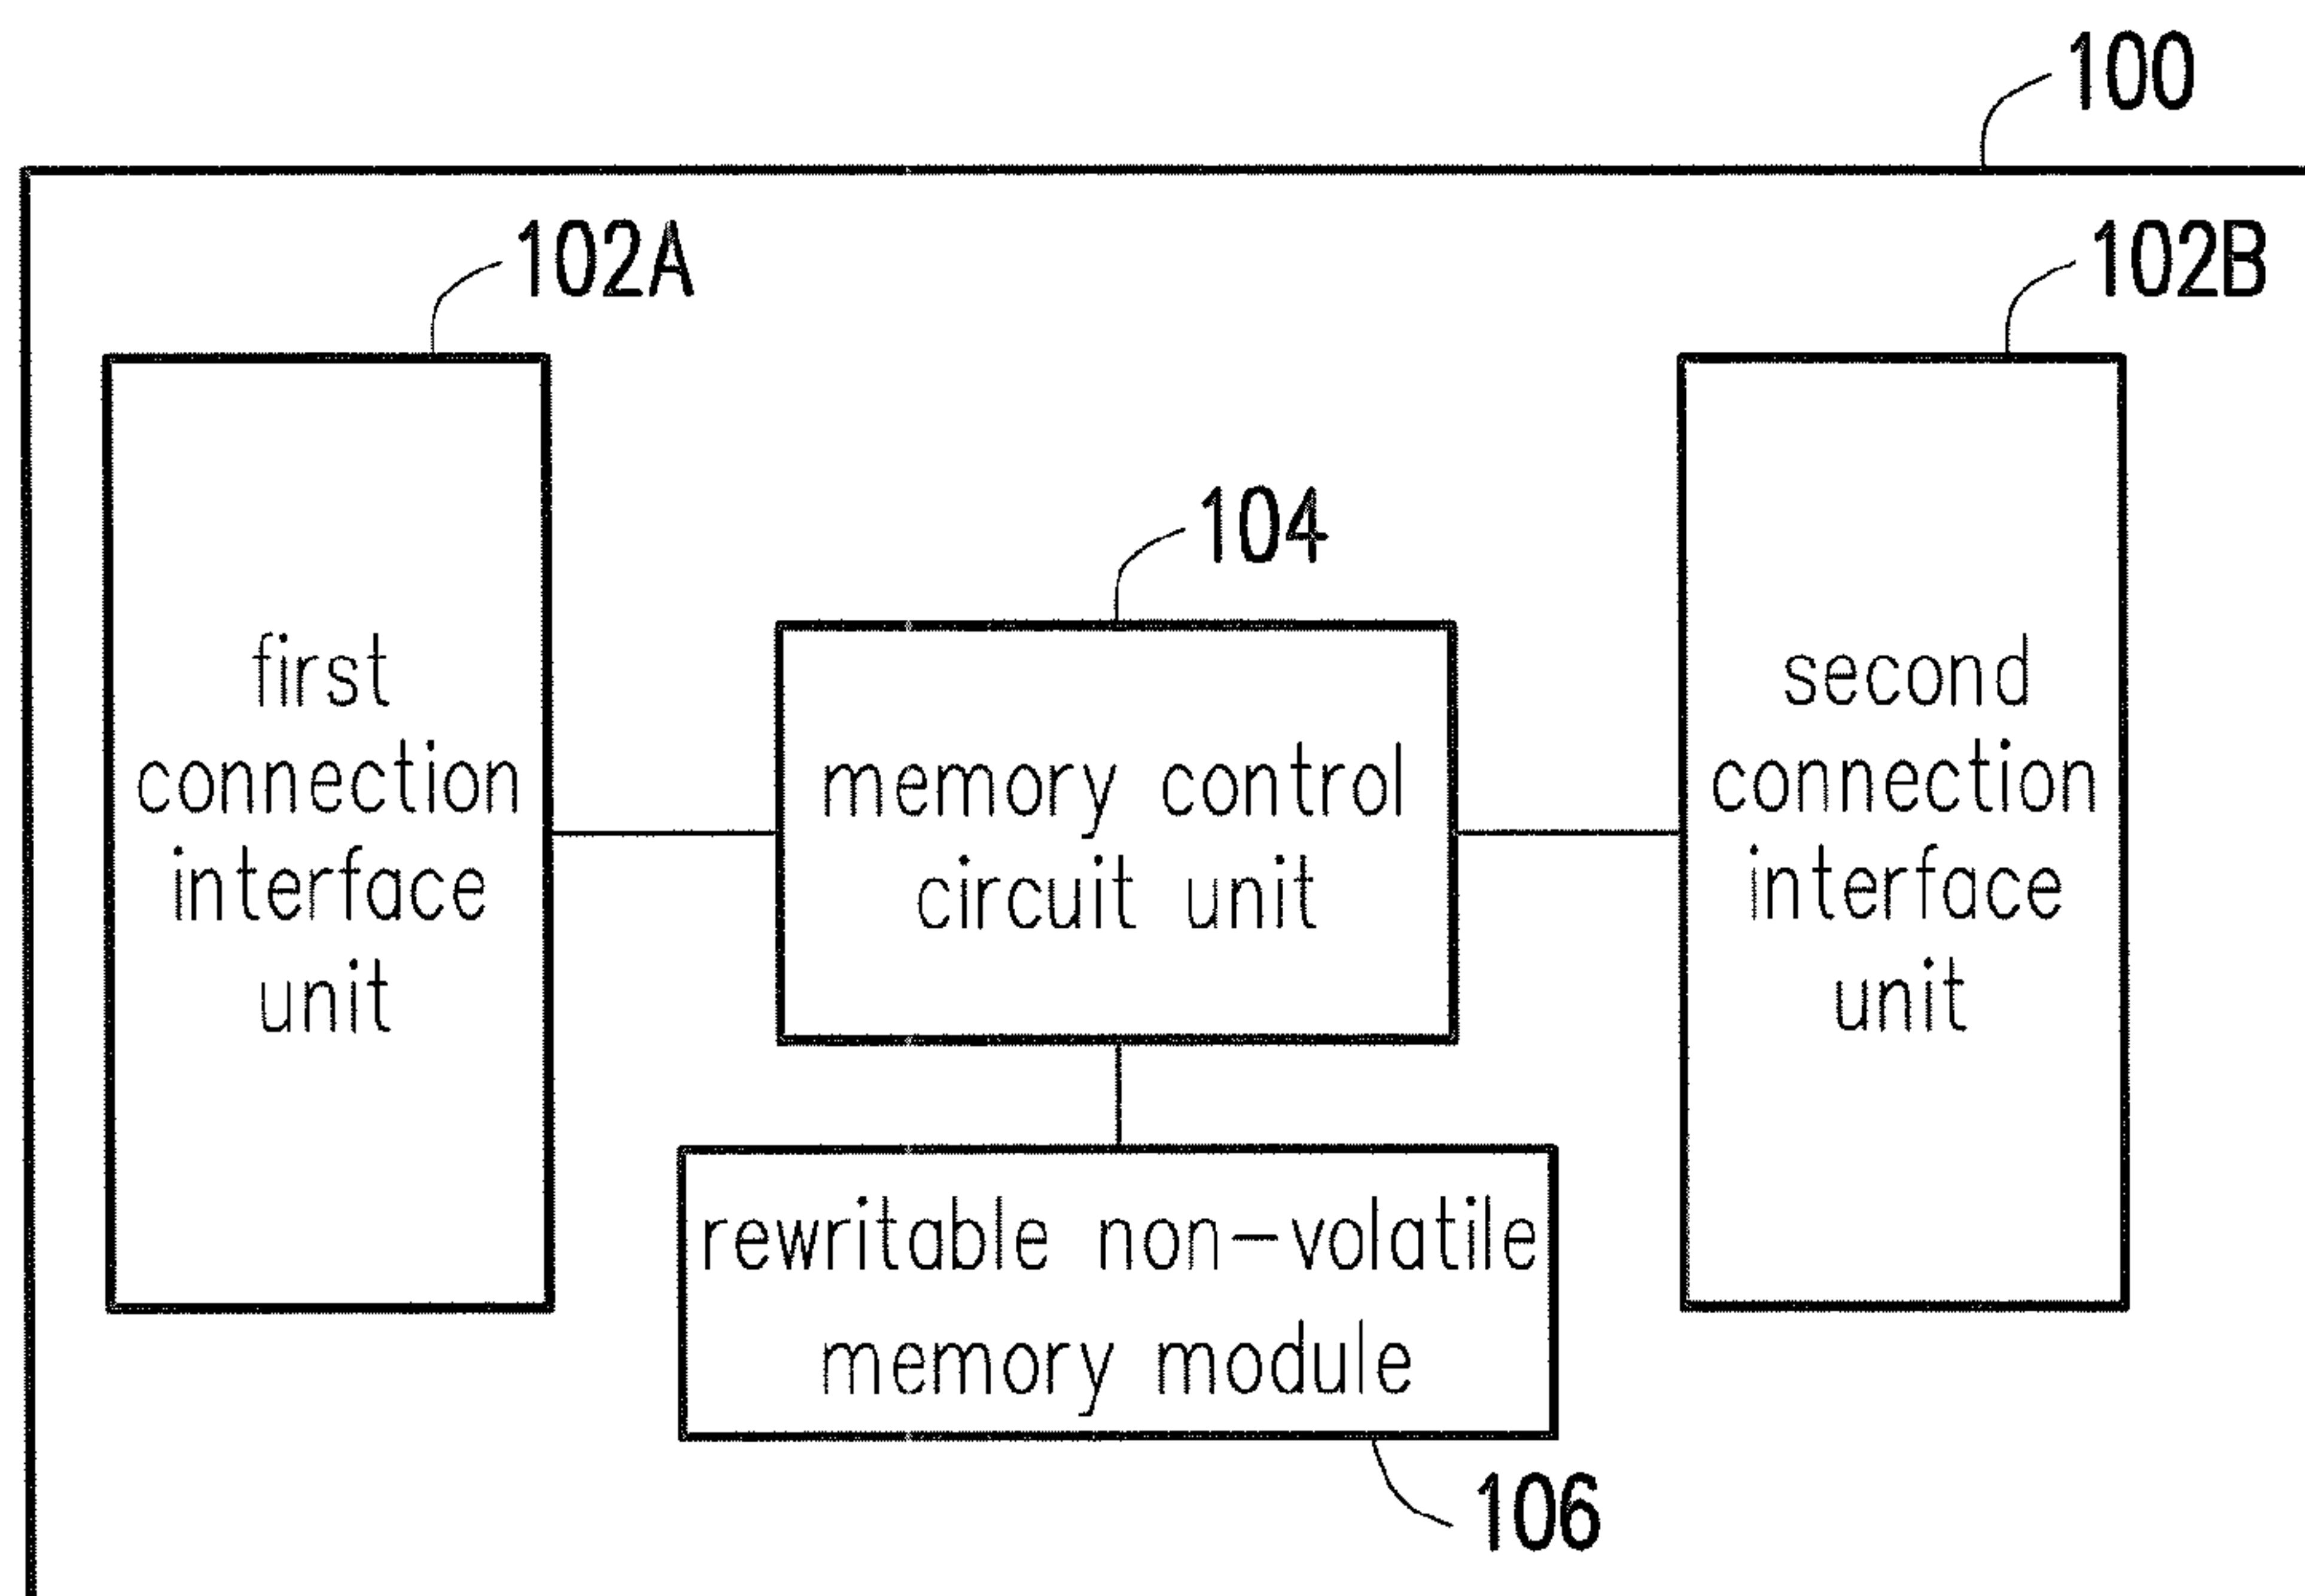 100
102A
102B
first
connection
interface
unit
104
memory control
circuit unit
second
connection
interface
unit
rewritable non-volatile
memory module
106